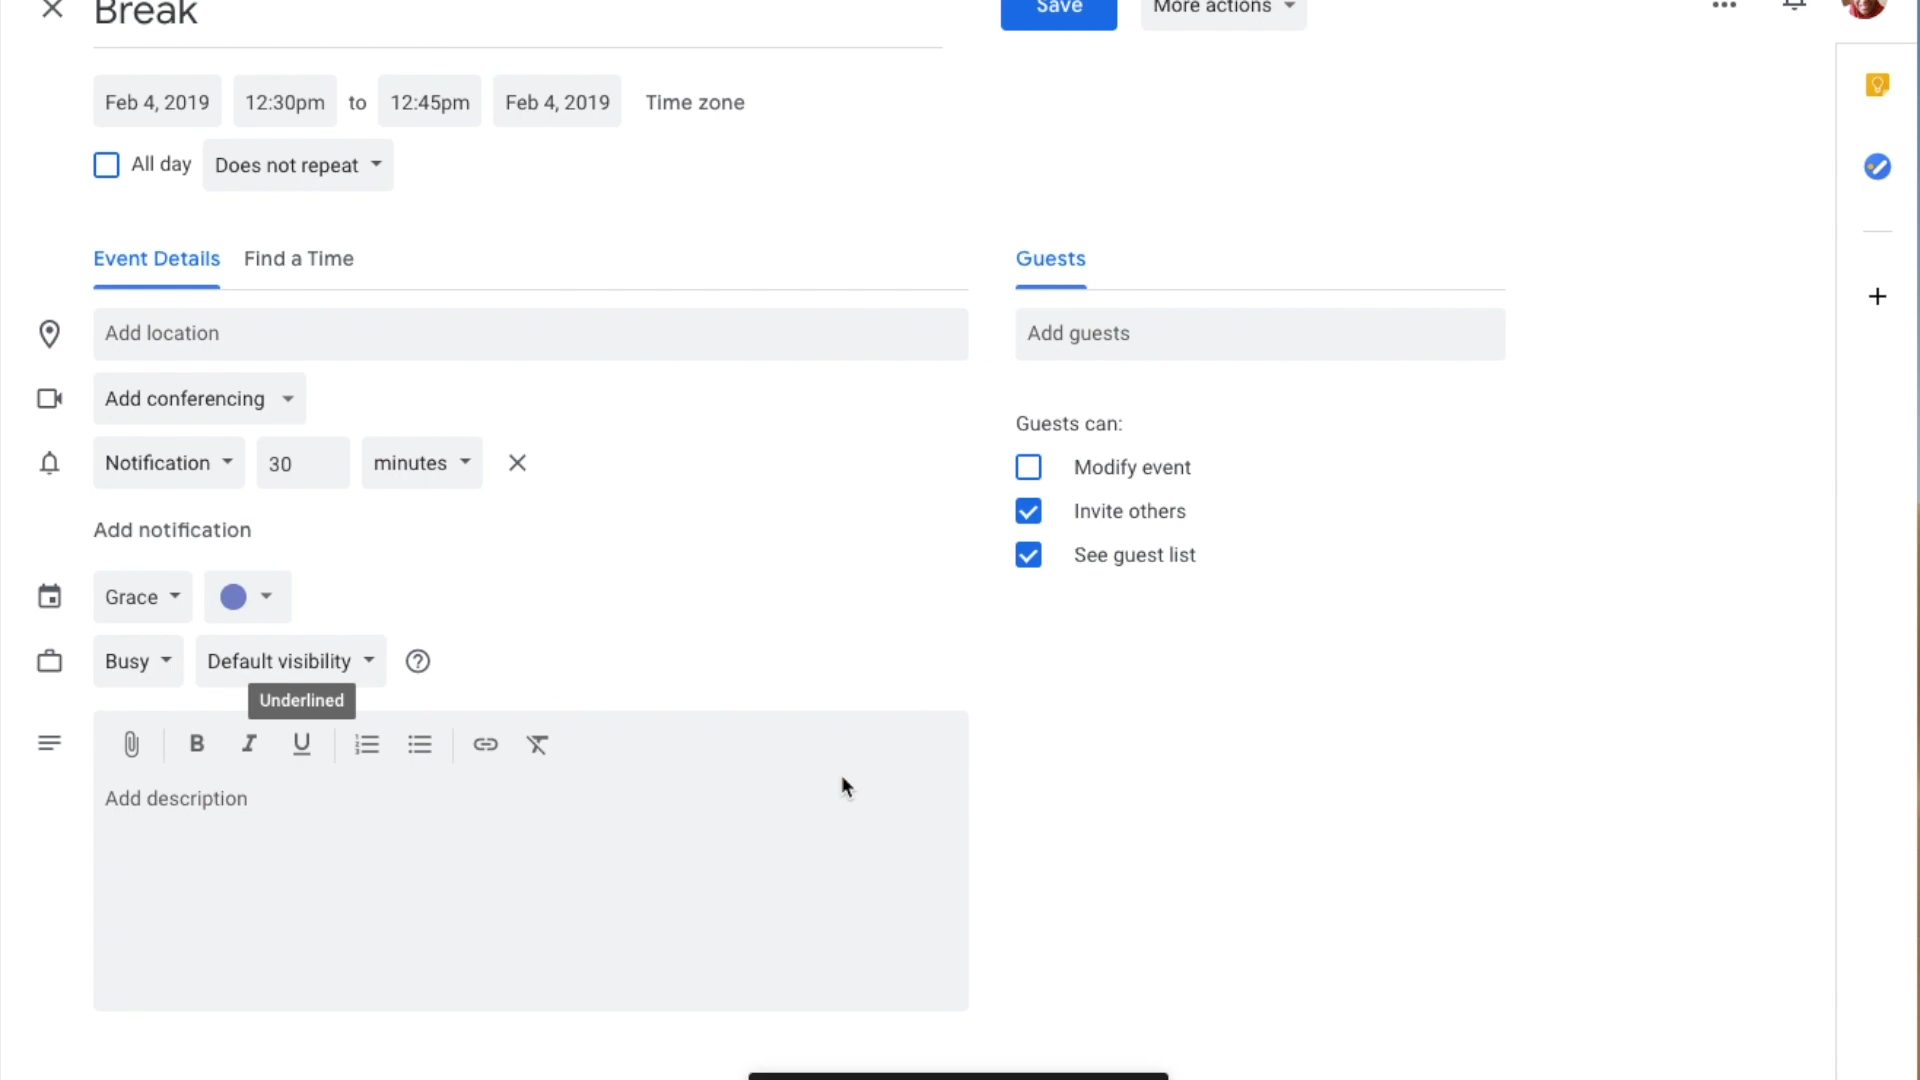 Break
Save
More actions
Feb 4, 2019 12:30pm to 12:45pm Feb 4, 2019 Time zone
All day Does not repeat
Event Details Find a Time
Guests
Add location
Add guests
Add conferencing
Guests can:
Notification 30 minutes
Modify event
Invite others
Add notification
See guest list
Grace
Busy Default visibility
Underlined
B I U
Add description